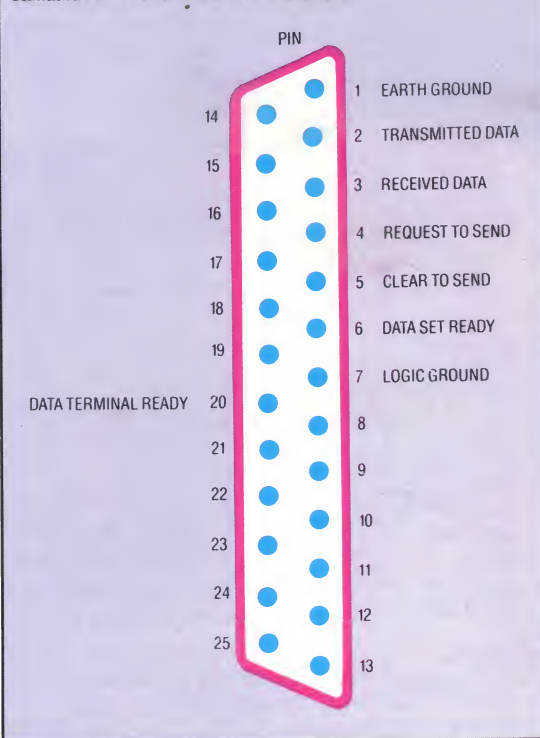 PIN
1 EARTH GROUND
14
2 TRANSMITTED DATA
15
3 RECEIVED DATA
16
4 REQUEST TO SEND
17
5 CLEAR TO SEND
18
6 DATA SET READY
19
7 LOGIC GROUND
DATA TERMINAL READY 20
8
21
9
22
10
23
11
24
12
25
13